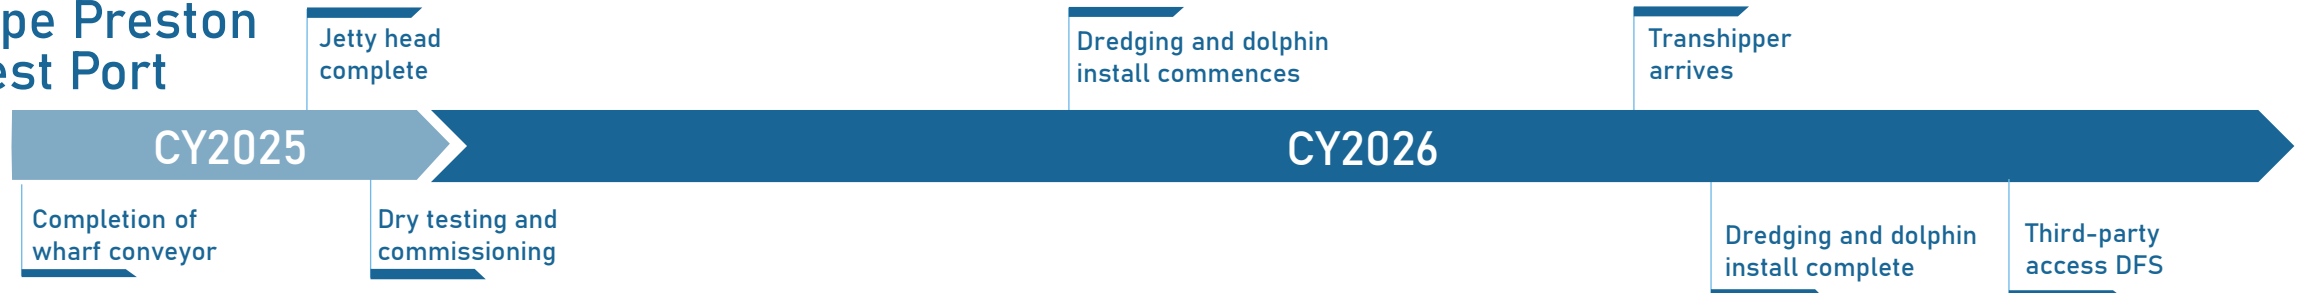 pe Preston
est Port
Jetty head
complete
Dredging and dolphin
install commences
Transhipper
arrives
CY2025
CY2026
Completion of
wharf conveyor
Dry testing and
commissioning
Dredging and dolphin
install complete
Third-party
access DFS